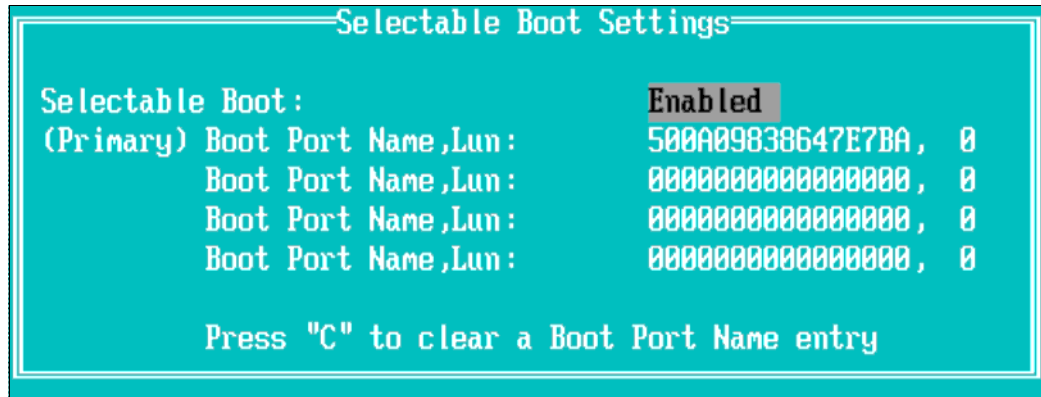 Selectable Boot Settings
Selectable Boot: Enabled
(Primary) Boot Port Name,Lun: 500A09838647E7BA, 0
Boot Port Name,Lun: 0000000000000000, 0
Boot Port Name,Lun: 0000000000000000, 0
Boot Port Name,Lun: 0000000000000000, 0
Press "C" to clear a Boot Port Name entry